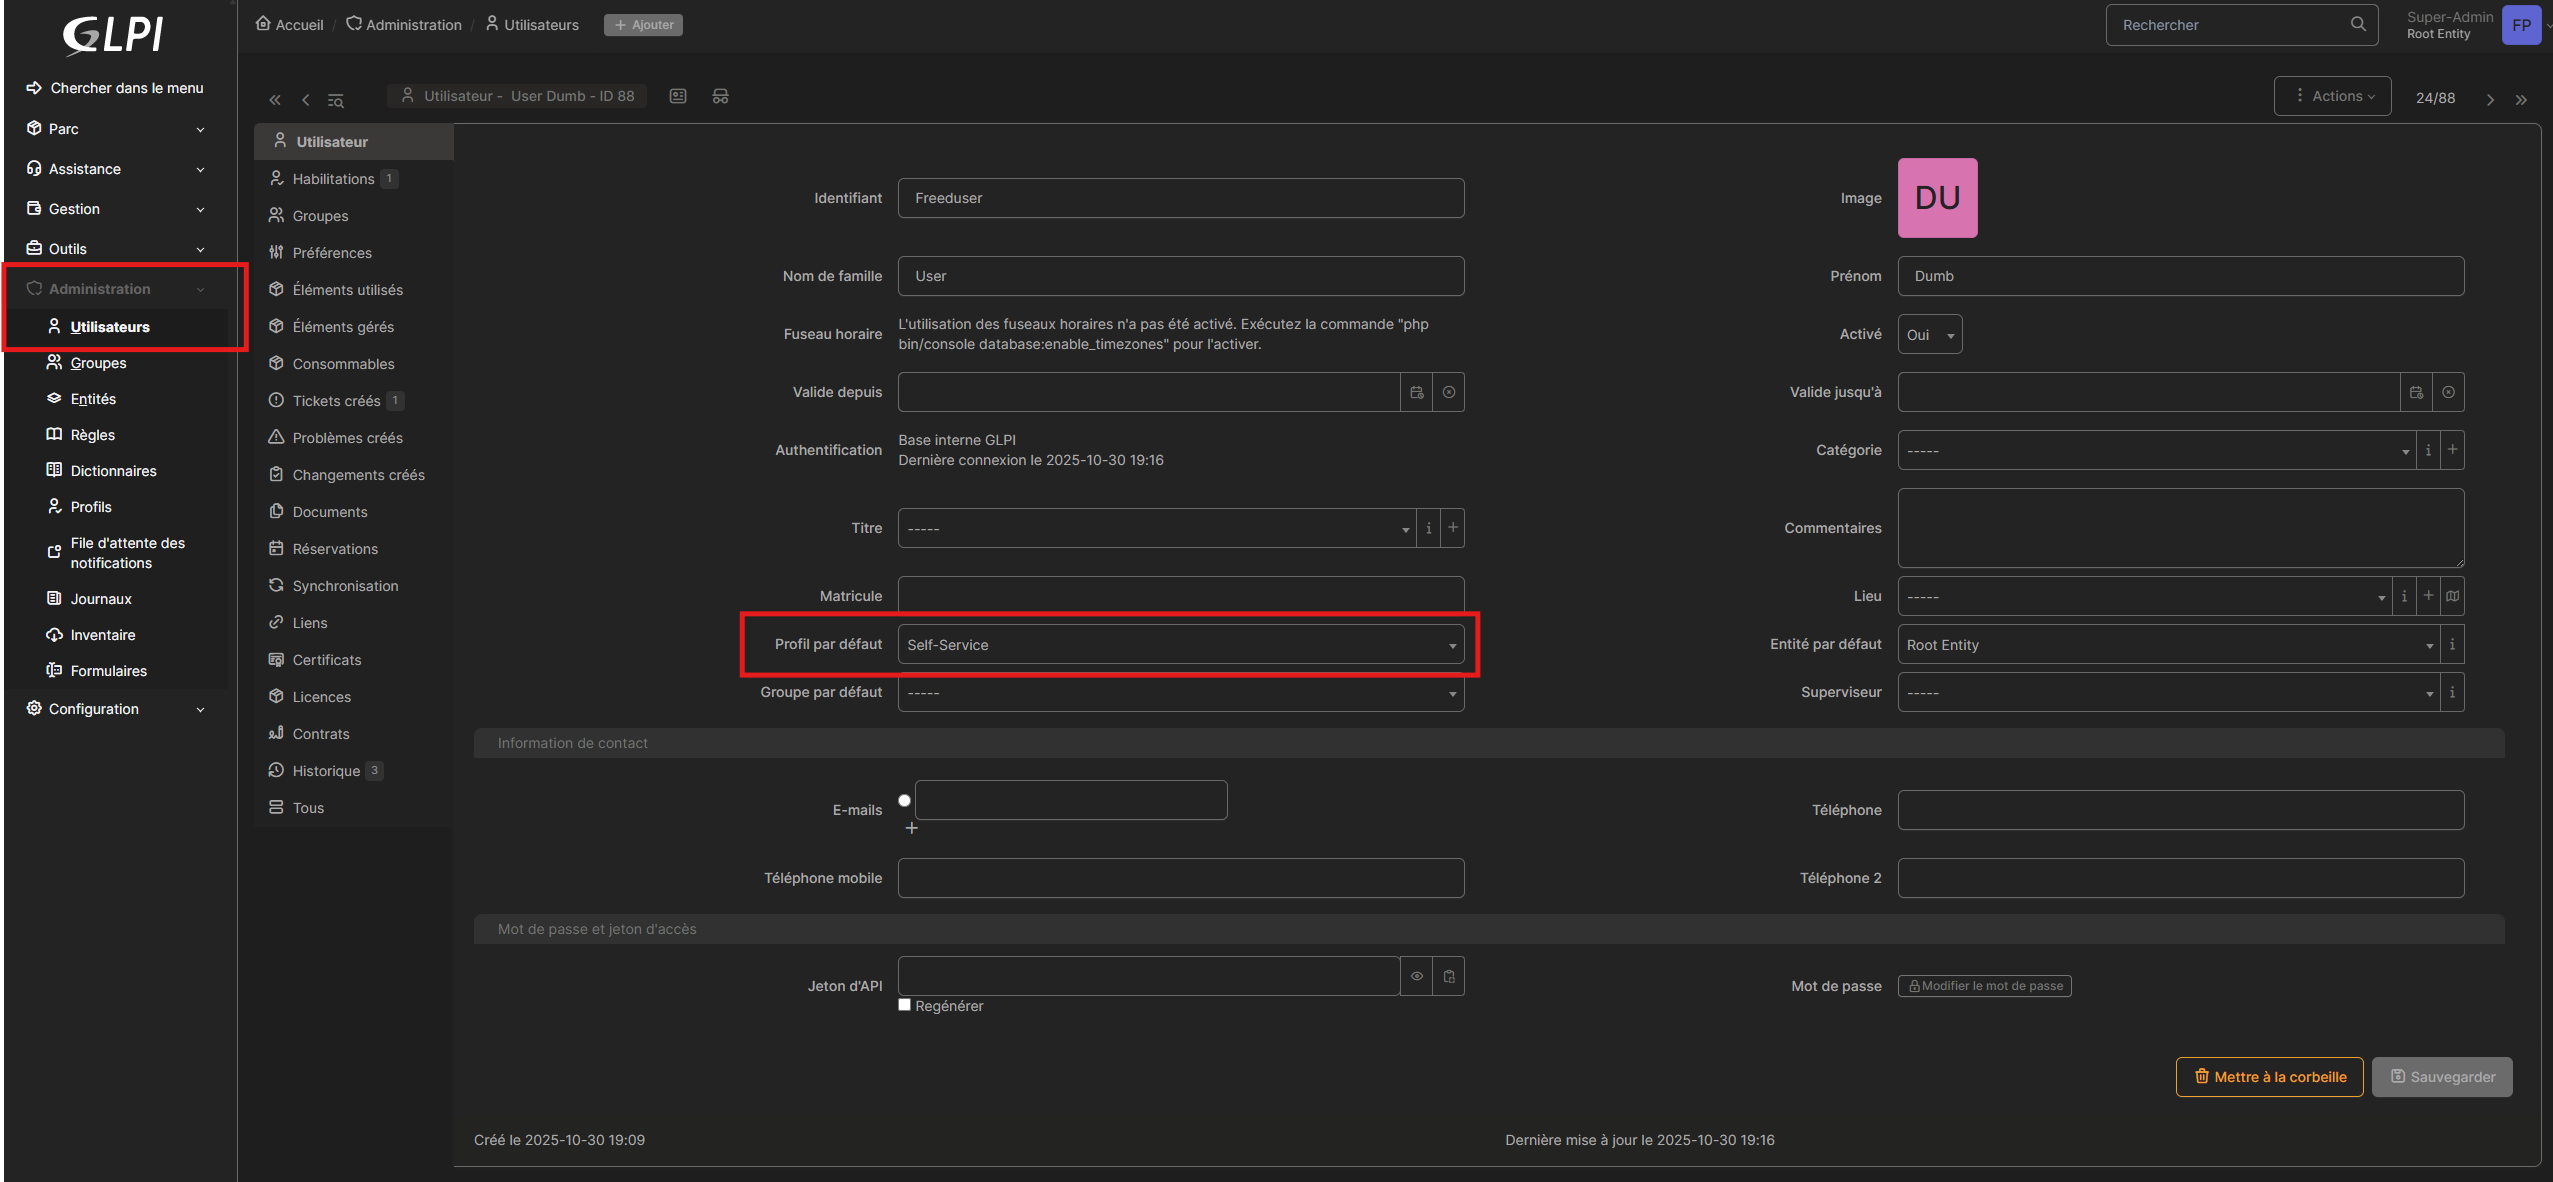 GLPI
Chercher dans le menu
Parc
Assistance
Gestion
Outils
Administration
Utilisateurs
Groupes
Entités
Règles
Dictionnaires
Profils
File d'attente des
notifications
Journaux
Inventaire
Formulaires
Configuration
Accueil / Administration / Utilisateurs + Ajouter
Rechercher
Super-Admin
Root Entity
FP
Utilisateur - User Dumb - ID 88
Actions
24/88
Utilisateur
Habilitations 1
Groupes
Préférences
Éléments utilisés
Éléments gérés
Consommables
Tickets créés 1
Problèmes créés
Changements créés
Documents
Réservations
Synchronisation
Liens
Certificats
Licences
Contrats
Historique 3
Tous
Identifiant Freeduser
Image DU
Nom de famille User
Prénom Dumb
Fuseau horaire L'utilisation des fuseaux horaires n'a pas été activé. Exécutez la commande "php
bin/console database:enable_timezones" pour l'activer.
Activé Oui
Valide depuis
Valide jusqu'à
Authentification Base interne GLPI
Dernière connexion le 2025-10-30 19:16
Catégorie -----
Titre -----
Commentaires
Matricule
Lieu -----
Profil par défaut Self-Service
Entité par défaut Root Entity
Groupe par défaut -----
Superviseur -----
Information de contact
E-mails
Téléphone
Téléphone mobile
Téléphone 2
Mot de passe et jeton d'accès
Jeton d'API
Regénérer
Mot de passe Modifier le mot de passe
Mettre à la corbeille
Sauvegarder
Créé le 2025-10-30 19:09
Dernière mise à jour le 2025-10-30 19:16